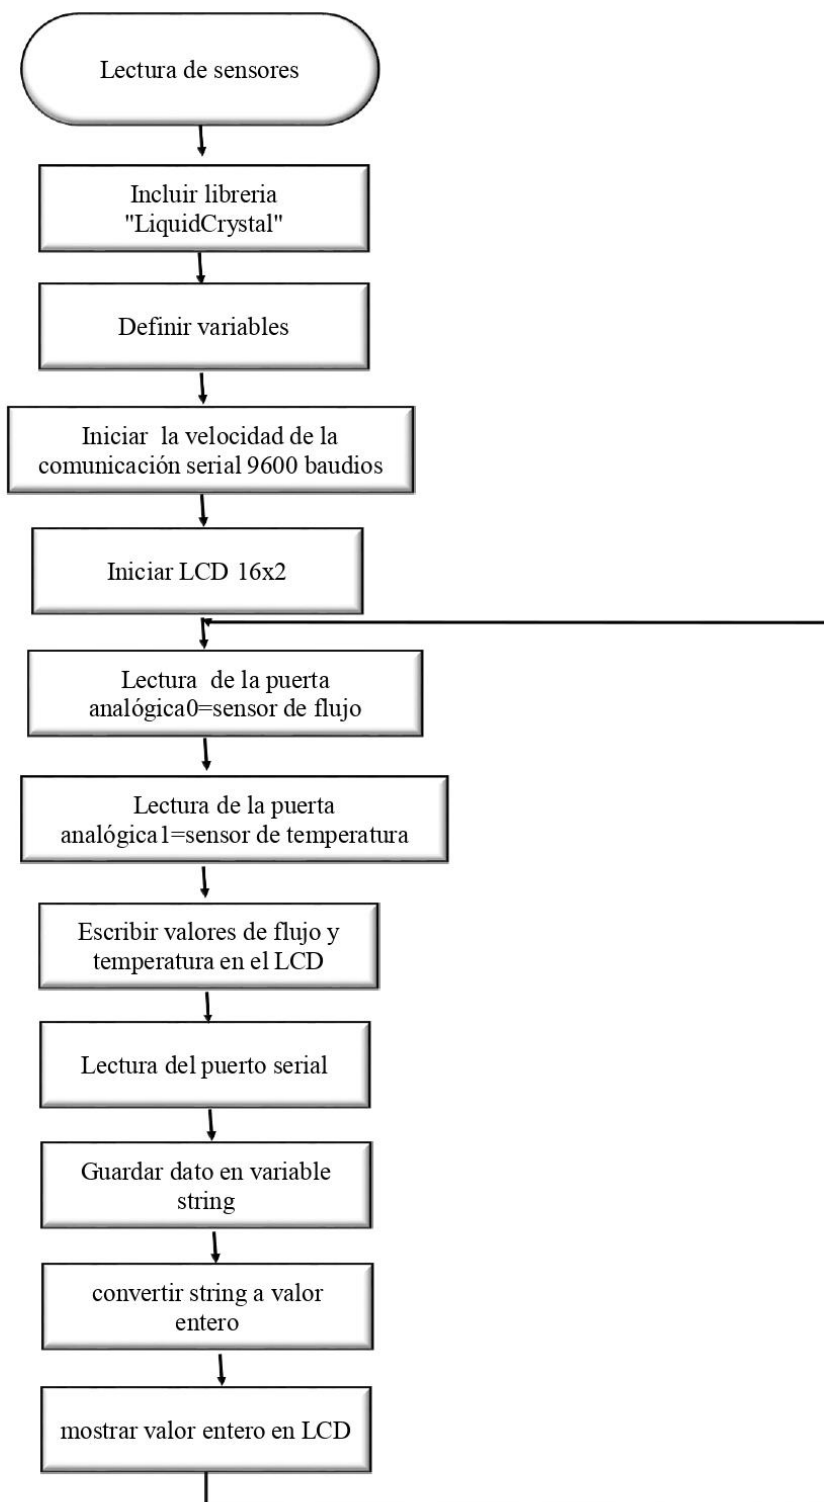 Lectura de sensores
Incluir libreria
"LiquidCrystal"
Definir variables
Iniciar la velocidad de la
comunicación serial 9600 baudios
Iniciar LCD 16x2
Lectura de la puerta
analógica0=sensor de flujo
Lectura de la puerta
analógica1=sensor de temperatura
Escribir valores de flujo y
temperatura en el LCD
Lectura del puerto serial
Guardar dato en variable
string
convertir string a valor
entero
mostrar valor entero en LCD